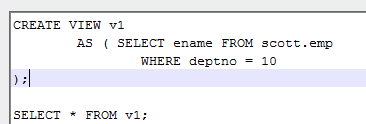 CREATE VIEW v1
AS ( SELECT ename FROM scott.emp
WHERE deptno = 10
);
SELECT * FROM v1;